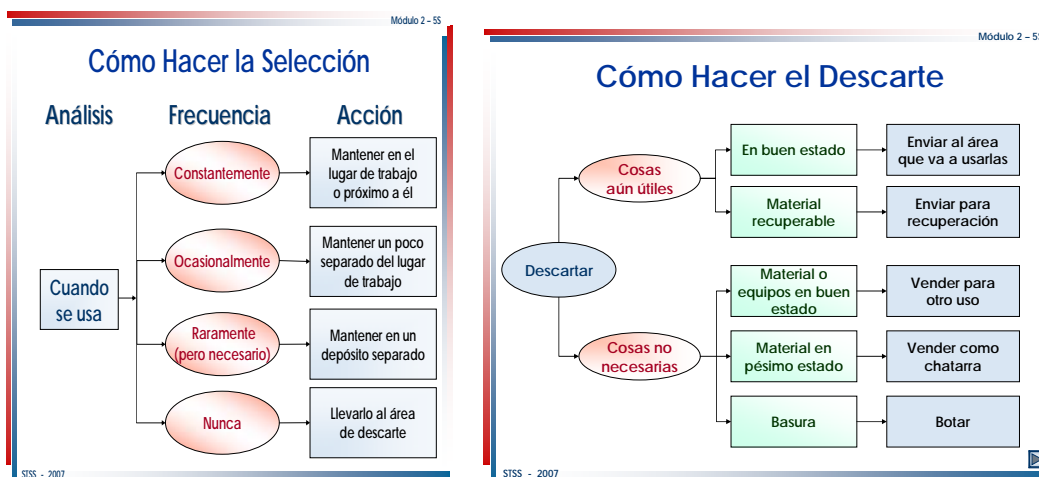 Módulo 2 – 5S
Cómo Hacer la Selección
Análisis
Frecuencia
Acción
Cuando
se usa
Constantemente
Mantener en el
lugar de trabajo
o próximo a él
Ocasionalmente
Mantener un poco
separado del lugar
de trabajo
Raramente
(pero necesario)
Mantener en un
depósito separado
Nunca
Llevarlo al área
de descarte
STSS - 2007
Módulo 2 – 5S
Cómo Hacer el Descarte
Descartar
Cosas
aún útiles
En buen estado
Enviar al área
que va a usarlas
Material
recuperable
Enviar para
recuperación
Cosas no
necesarias
Material o
equipos en buen
estado
Vender para
otro uso
Material en
pésimo estado
Vender como
chatarra
Basura
Botar
STSS - 2007